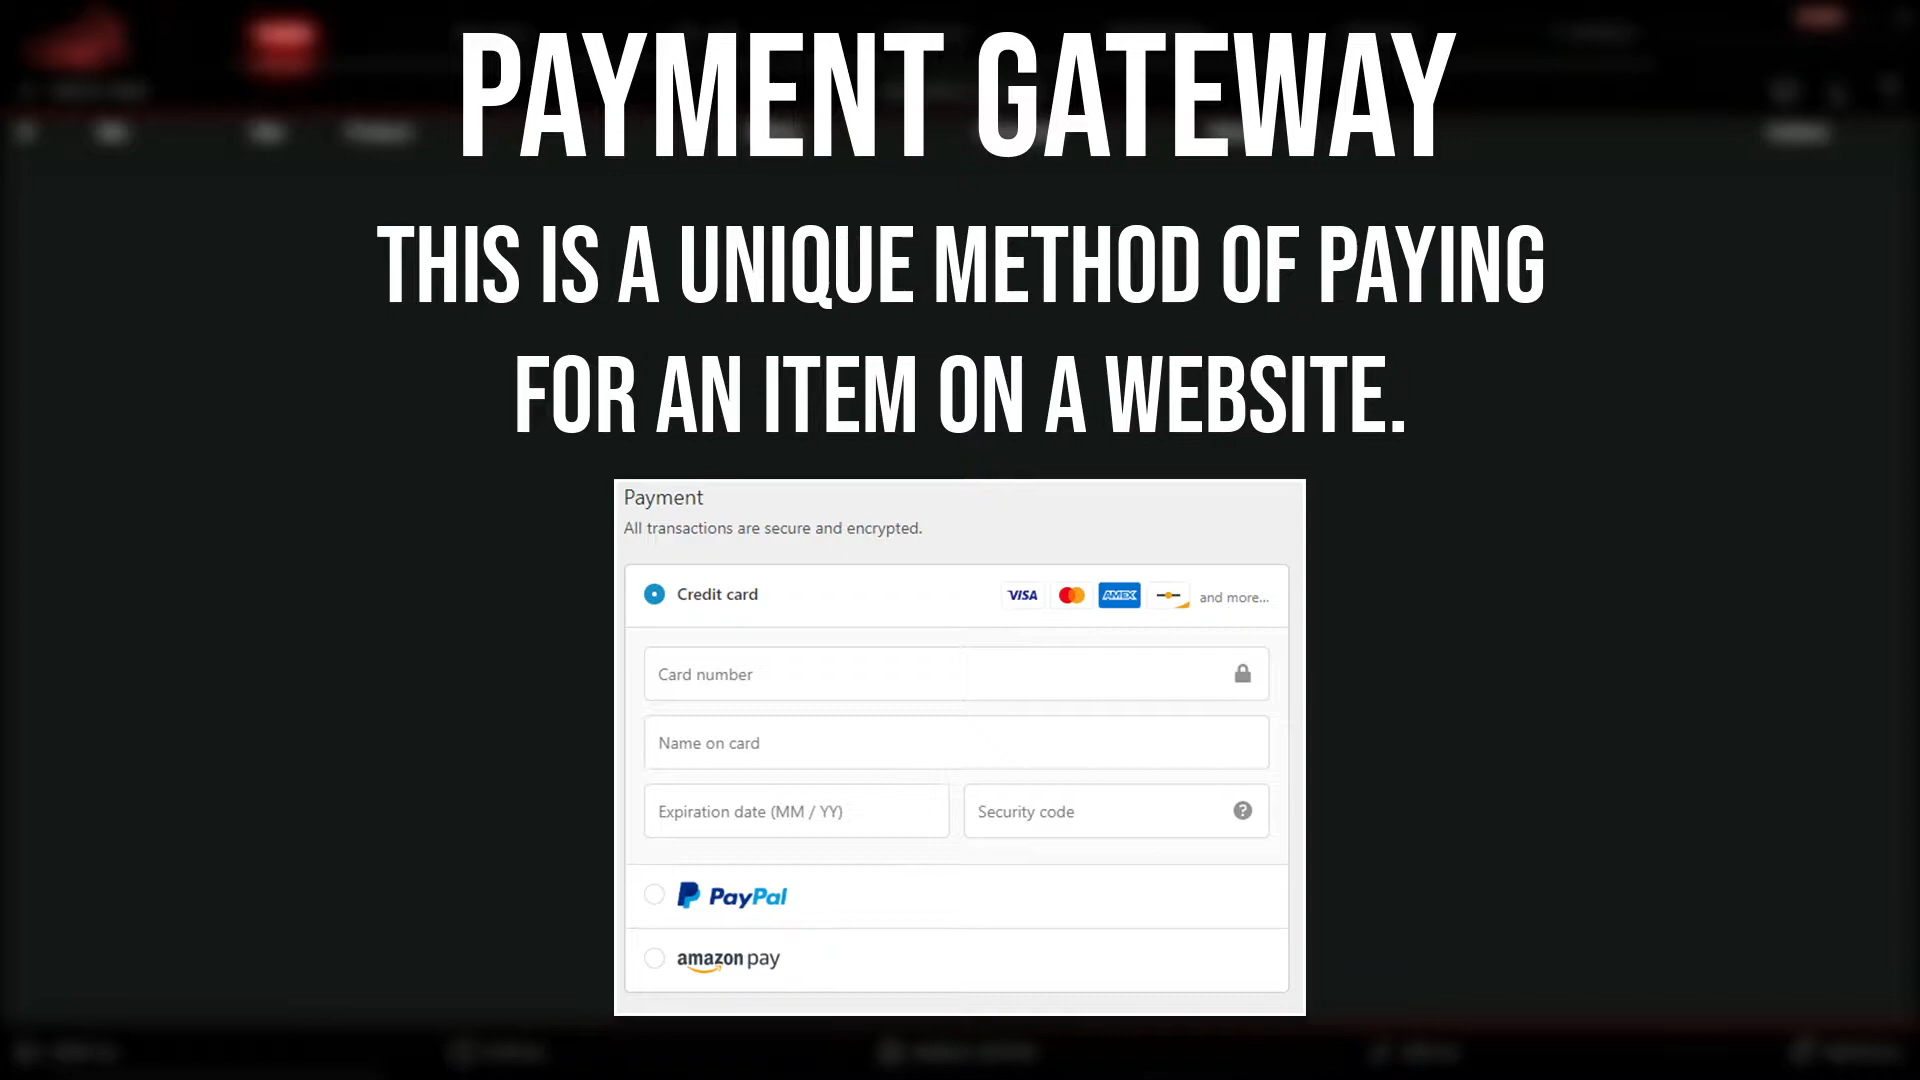 PAYMENT GATEWAY
THIS IS A UNIQUE METHOD OF PAYING
FOR AN ITEM ON A WEBSITE.
Payment
All transactions are secure and encrypted.
Credit card VISA AMEX and more...
Card number
Name on card
Expiration date (MM / YY) Security code ?
PayPal
amazon pay